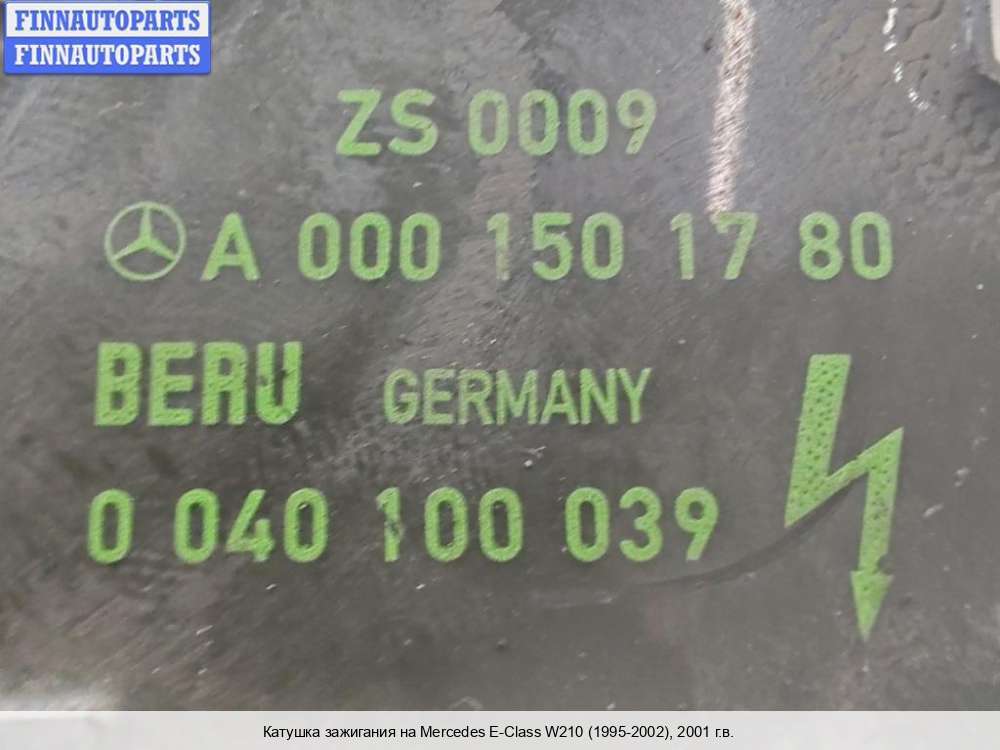 FINNAUTOPARTS
FINNAUTOPARTS
ZS 0009
A 000 150 17 80
BERU GERMANY
0 040 100 039
Катушка зажигания на Mercedes E-Class W210 (1995-2002), 2001 г.в.